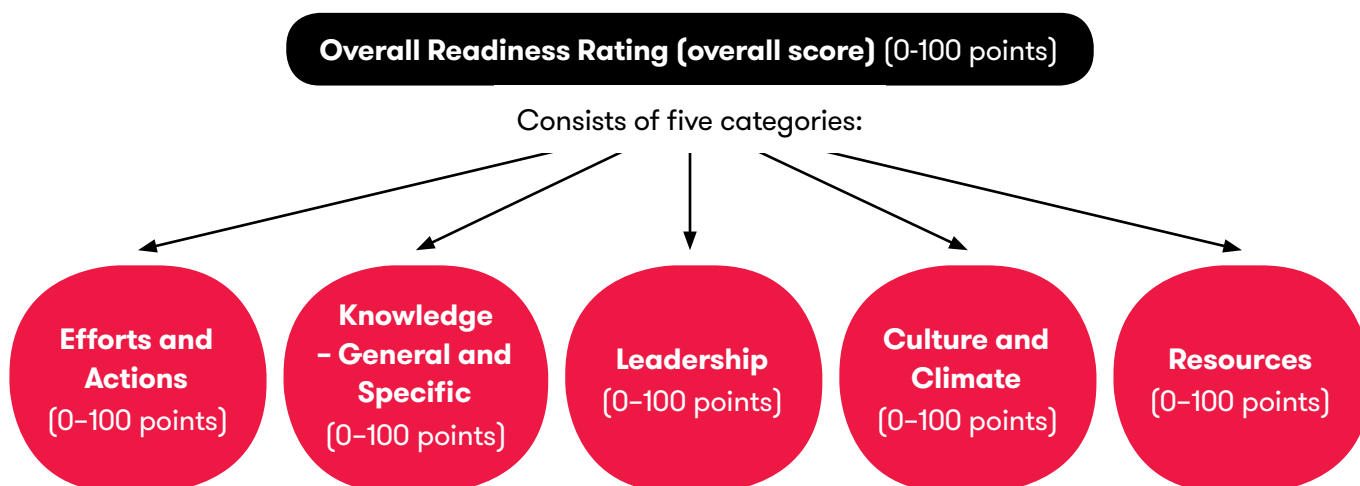 Overall Readiness Rating (overall score) (0-100 points)
Consists of five categories:
Efforts and
Actions
(0–100 points)
Knowledge
– General and
Specific
(0–100 points)
Leadership
(0–100 points)
Culture and
Climate
(0–100 points)
Resources
(0–100 points)